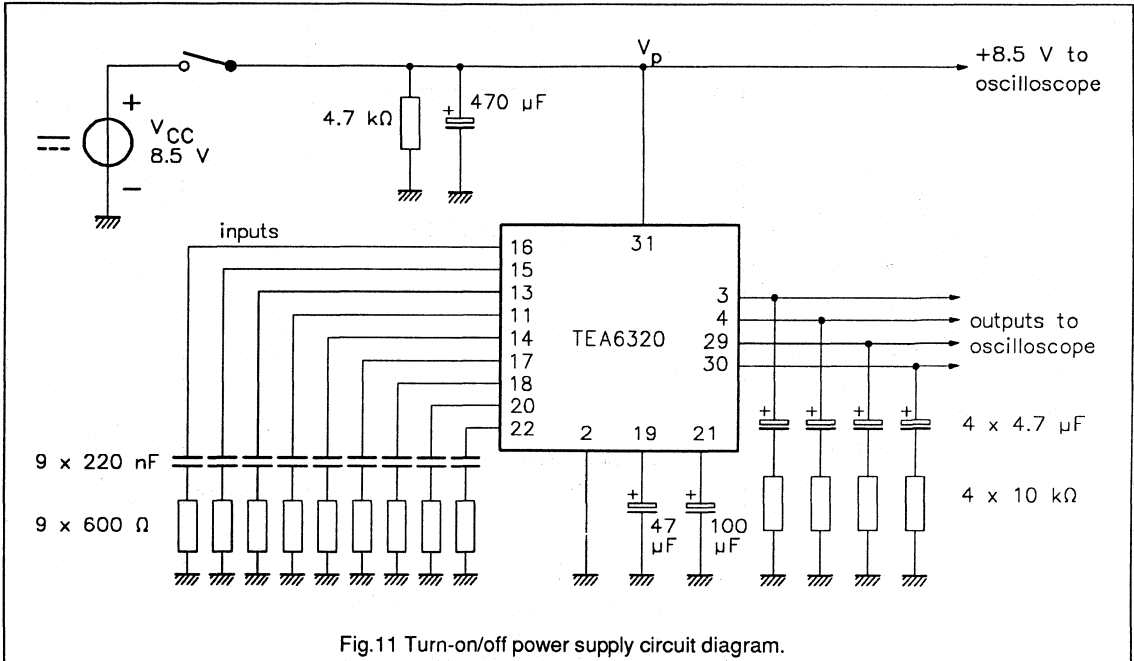 V_p
+8.5 V to
oscilloscope
+
V_CC
8.5 V
−
4.7 kΩ
+
470 µF
inputs
16
15
13
11
14
17
18
20
22
31
TEA6320
3
4
29
30
2
19
21
outputs to
oscilloscope
9 x 220 nF
9 x 600 Ω
+
47
µF
+
100
µF
+
+
+
+
4 x 4.7 µF
4 x 10 kΩ
Fig.11 Turn-on/off power supply circuit diagram.